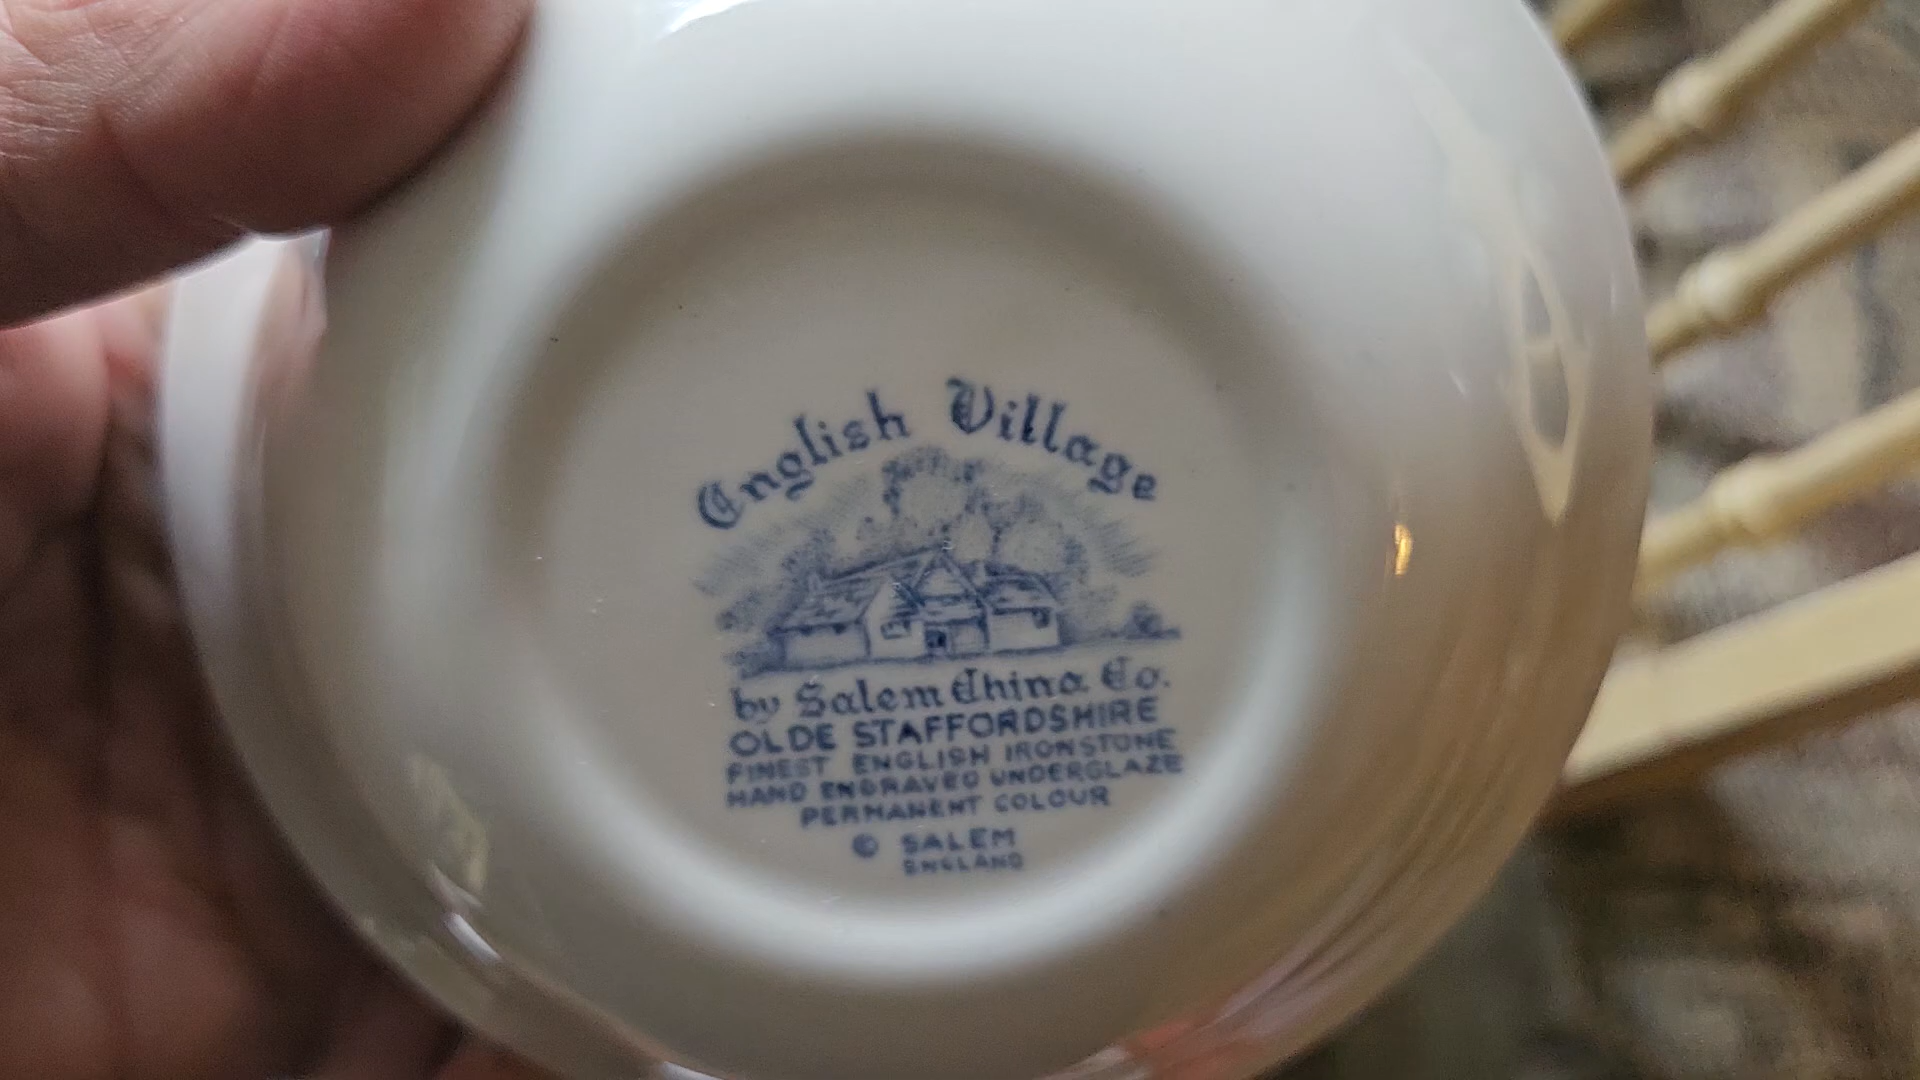 English Village
by Salem China Co.
OLDE STAFFORDSHIRE
FINEST ENGLISH IRONSTONE
HAND ENGRAVED UNDERGLAZE
PERMANENT COLOUR
© SALEM
ENGLAND